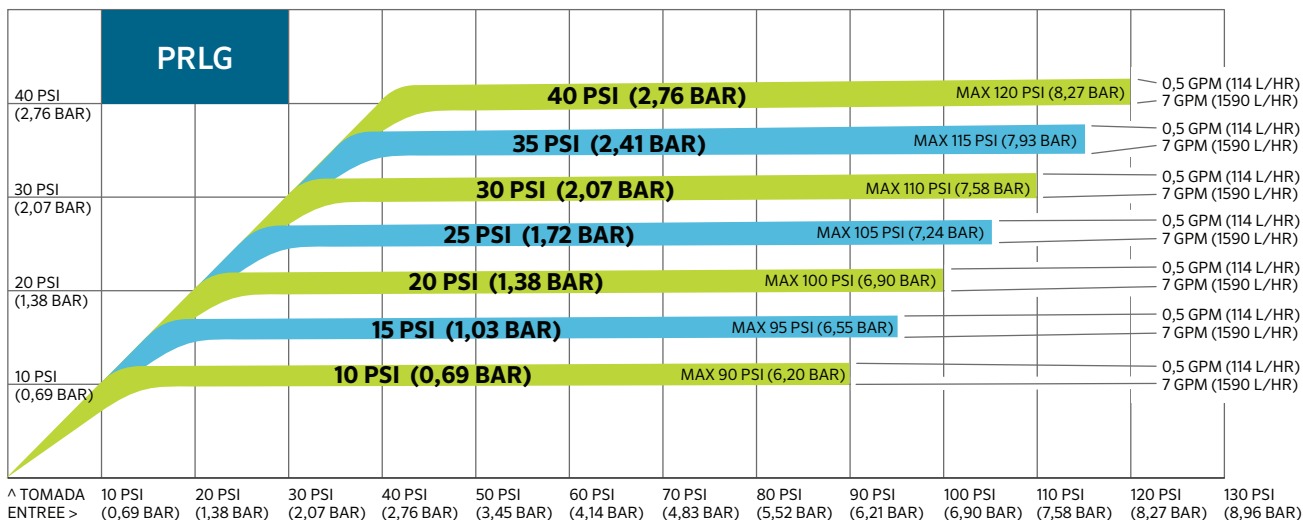 PRLG
40 PSI
(2,76 BAR)
30 PSI
(2,07 BAR)
20 PSI
(1,38 BAR)
10 PSI
(0,69 BAR)
40 PSI (2,76 BAR)
MAX 120 PSI (8,27 BAR)
0,5 GPM (114 L/HR)
7 GPM (1590 L/HR)
35 PSI (2,41 BAR)
MAX 115 PSI (7,93 BAR)
0,5 GPM (114 L/HR)
7 GPM (1590 L/HR)
30 PSI (2,07 BAR)
MAX 110 PSI (7,58 BAR)
0,5 GPM (114 L/HR)
7 GPM (1590 L/HR)
25 PSI (1,72 BAR)
MAX 105 PSI (7,24 BAR)
0,5 GPM (114 L/HR)
7 GPM (1590 L/HR)
20 PSI (1,38 BAR)
MAX 100 PSI (6,90 BAR)
0,5 GPM (114 L/HR)
7 GPM (1590 L/HR)
15 PSI (1,03 BAR)
MAX 95 PSI (6,55 BAR)
0,5 GPM (114 L/HR)
7 GPM (1590 L/HR)
10 PSI (0,69 BAR)
MAX 90 PSI (6,20 BAR)
0,5 GPM (114 L/HR)
7 GPM (1590 L/HR)
^ TOMADA
ENTREE >
10 PSI
(0,69 BAR)
20 PSI
(1,38 BAR)
30 PSI
(2,07 BAR)
40 PSI
(2,76 BAR)
50 PSI
(3,45 BAR)
60 PSI
(4,14 BAR)
70 PSI
(4,83 BAR)
80 PSI
(5,52 BAR)
90 PSI
(6,21 BAR)
100 PSI
(6,90 BAR)
110 PSI
(7,58 BAR)
120 PSI
(8,27 BAR)
130 PSI
(8,96 BAR)